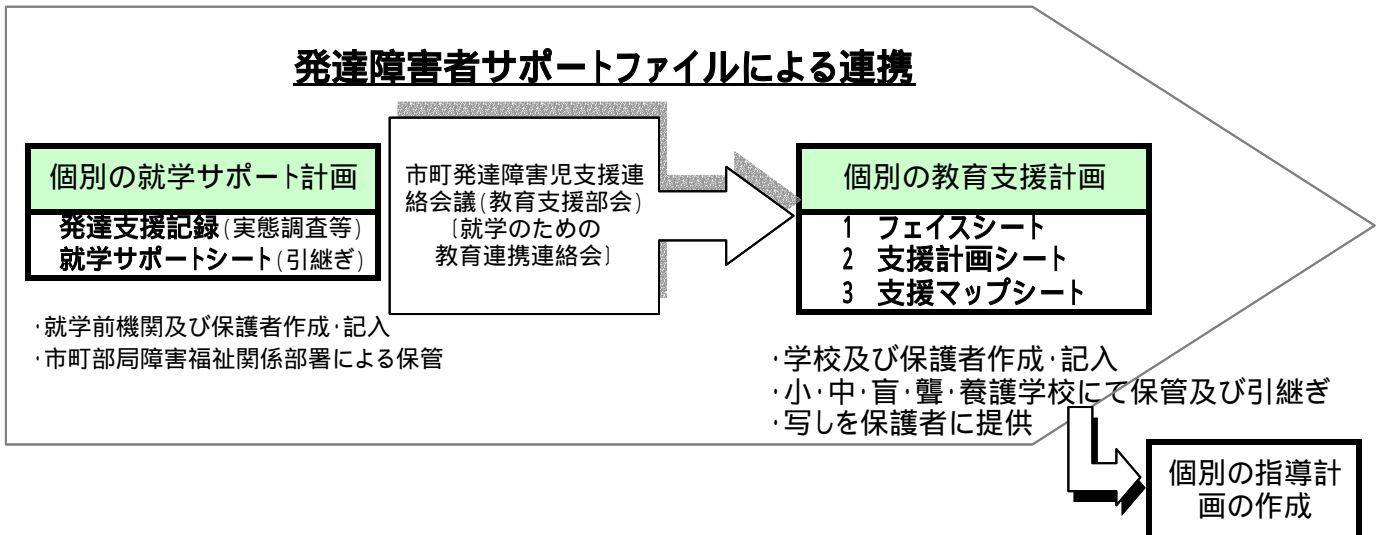 発達障害者サポートファイルによる連携
個別の就学サポート計画
発達支援記録(実態調査等)
就学サポートシート(引継ぎ)
・就学前機関及び保護者作成・記入
・市町部局障害福祉関係部署による保管
市町発達障害児支援連
絡会議(教育支援部会)
〔就学のための
教育連携連絡会〕
個別の教育支援計画
1 フェイスシート
2 支援計画シート
3 支援マップシート
・学校及び保護者作成・記入
・小・中・盲・聾・養護学校にて保管及び引継ぎ
・写しを保護者に提供
個別の指導計
画の作成